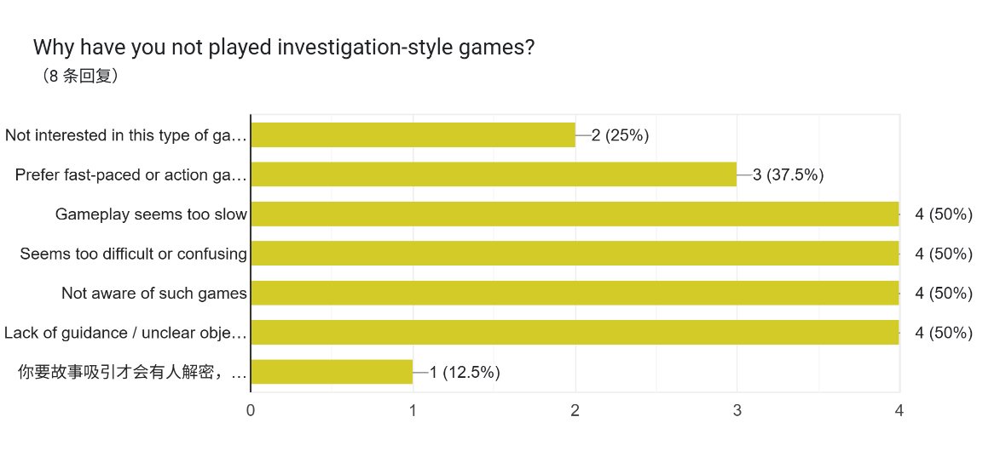 Why have you not played investigation-style games?
（8 条回复）
Not interested in this type of ga…
2 (25%)
Prefer fast-paced or action ga…
3 (37.5%)
Gameplay seems too slow
4 (50%)
Seems too difficult or confusing
4 (50%)
Not aware of such games
4 (50%)
Lack of guidance / unclear obje…
4 (50%)
你要故事吸引才会有人解密，…
1 (12.5%)
0 1 2 3 4